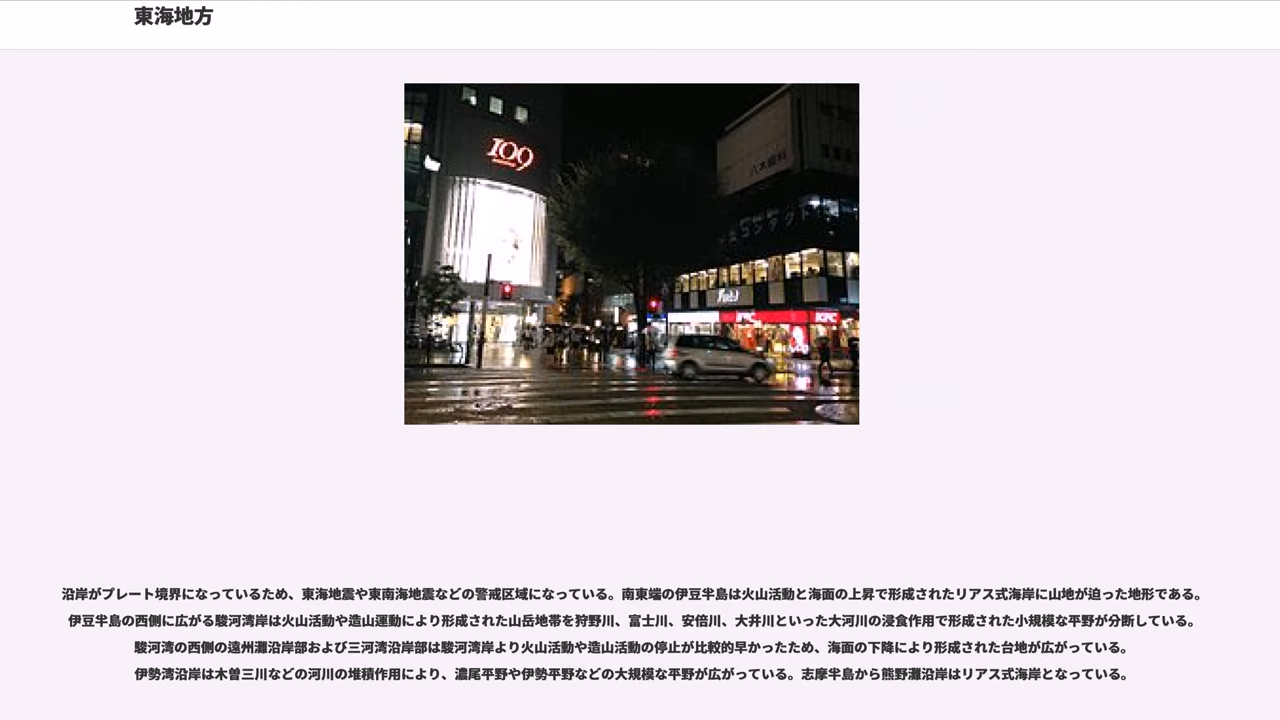 東海地方
109
八木歯科
コンタクト
KFC
KFC
沿岸がプレート境界になっているため、東海地震や東南海地震などの警戒区域になっている。南東端の伊豆半島は火山活動と海面の上昇で形成されたリアス式海岸に山地が迫った地形である。
伊豆半島の西側に広がる駿河湾岸は火山活動や造山運動により形成された山岳地帯を狩野川、富士川、安倍川、大井川といった大河川の浸食作用で形成された小規模な平野が分断している。
駿河湾の西側の遠州灘沿岸部および三河湾沿岸部は駿河湾岸より火山活動や造山活動の停止が比較的早かったため、海面の下降により形成された台地が広がっている。
伊勢湾沿岸は木曽三川などの河川の堆積作用により、濃尾平野や伊勢平野などの大規模な平野が広がっている。志摩半島から熊野灘沿岸はリアス式海岸となっている。